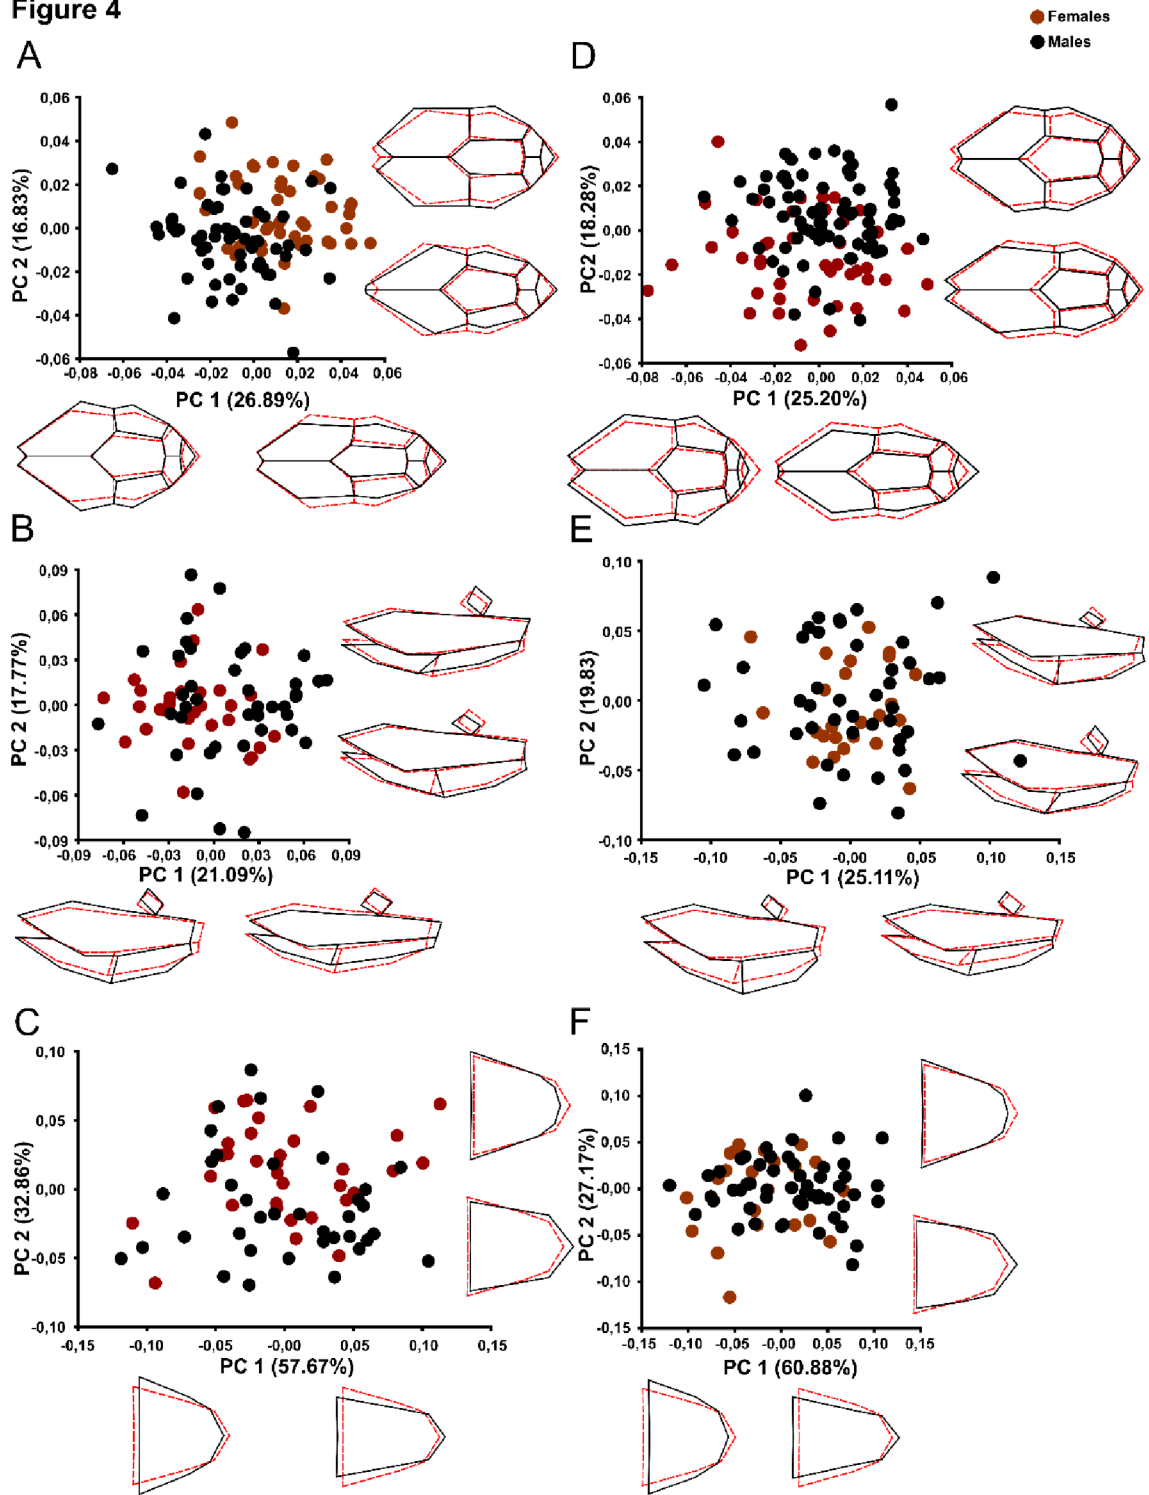 Figure 4
Females
Males
A
0,06
0,04
0,02
0,00
-0,02
-0,04
-0,06
PC 2 (16.83%)
-0,08 -0,06 -0,04 -0,02 0,00 0,02 0,04 0,06
PC 1 (26.89%)
D
0,06
0,04
0,02
0,00
-0,02
-0,04
-0,06
PC2 (18.28%)
-0,08 -0,06 -0,04 -0,02 0,00 0,02 0,04 0,06
PC 1 (25.20%)
B
0,09
0,06
0,03
0,00
-0,03
-0,06
-0,09
PC 2 (17.77%)
-0,09 -0,06 -0,03 0,00 0,03 0,06 0,09
PC 1 (21.09%)
E
0,10
0,05
0,00
-0,05
-0,10
PC 2 (19.83)
-0,15 -0,10 -0,05 -0,00 0,05 0,10 0,15
PC 1 (25.11%)
C
0,10
0,05
0,00
-0,05
-0,10
PC 2 (32.86%)
-0,15 -0,10 -0,05 -0,00 0,05 0,10 0,15
PC 1 (57.67%)
F
0,15
0,10
0,05
-0,00
-0,05
-0,10
-0,15
PC 2 (27.17%)
-0,15 -0,10 -0,05 -0,00 0,05 0,10 0,15
PC 1 (60.88%)